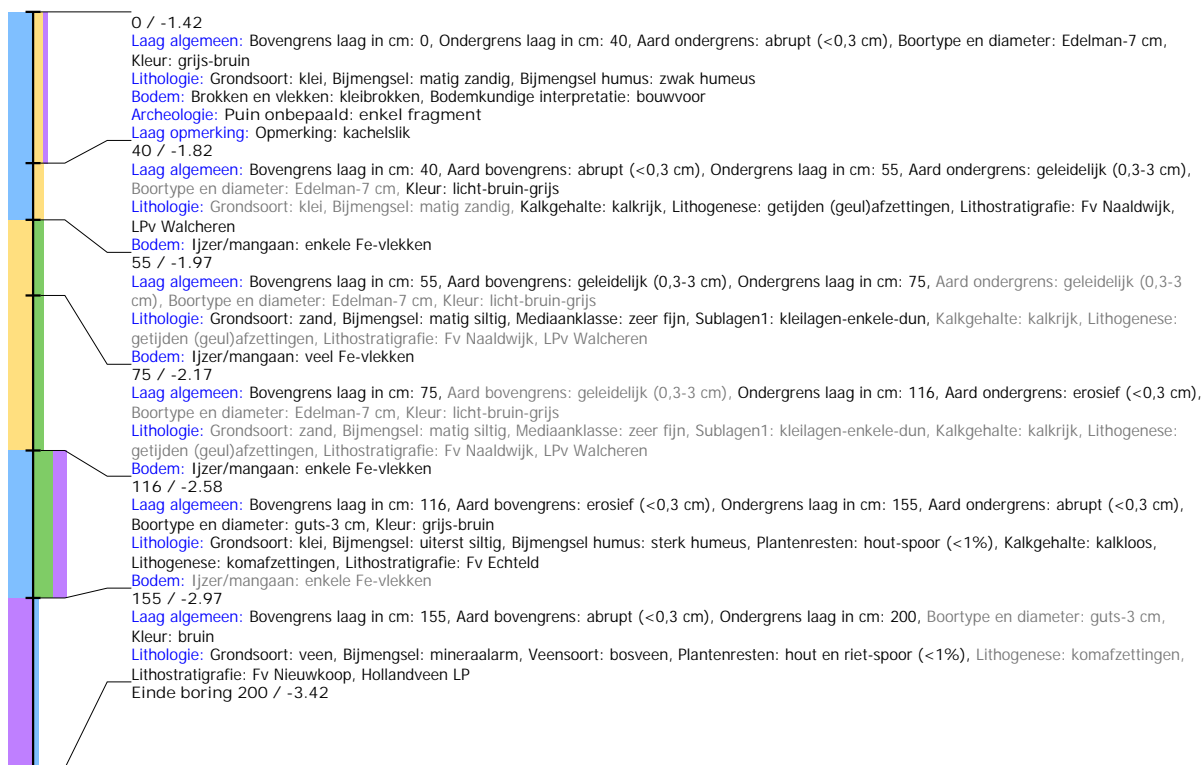 0 / -1.42
Laag algemeen: Bovengrens laag in cm: 0, Ondergrens laag in cm: 40, Aard ondergrens: abrupt (<0,3 cm), Boortype en diameter: Edelman-7 cm,
Kleur: grijs-bruin
Lithologie: Grondsoort: klei, Bijmengsel: matig zandig, Bijmengsel humus: zwak humeus
Bodem: Brokken en vlekken: kleibrokken, Bodemkundige interpretatie: bouwvoor
Archeologie: Puin onbepaald: enkel fragment
Laag opmerking: Opmerking: kachelslik
40 / -1.82
Laag algemeen: Bovengrens laag in cm: 40, Aard bovengrens: abrupt (<0,3 cm), Ondergrens laag in cm: 55, Aard ondergrens: geleidelijk (0,3-3 cm),
Boortype en diameter: Edelman-7 cm, Kleur: licht-bruin-grijs
Lithologie: Grondsoort: klei, Bijmengsel: matig zandig, Kalkgehalte: kalkrijk, Lithogenese: getijden (geul)afzettingen, Lithostratigrafie: Fv Naaldwijk,
LPv Walcheren
Bodem: Ijzer/mangaan: enkele Fe-vlekken
55 / -1.97
Laag algemeen: Bovengrens laag in cm: 55, Aard bovengrens: geleidelijk (0,3-3 cm), Ondergrens laag in cm: 75, Aard ondergrens: geleidelijk (0,3-3
cm), Boortype en diameter: Edelman-7 cm, Kleur: licht-bruin-grijs
Lithologie: Grondsoort: zand, Bijmengsel: matig siltig, Mediaanklasse: zeer fijn, Sublagen1: kleilagen-enkele-dun, Kalkgehalte: kalkrijk, Lithogenese:
getijden (geul)afzettingen, Lithostratigrafie: Fv Naaldwijk, LPv Walcheren
Bodem: Ijzer/mangaan: veel Fe-vlekken
75 / -2.17
Laag algemeen: Bovengrens laag in cm: 75, Aard bovengrens: geleidelijk (0,3-3 cm), Ondergrens laag in cm: 116, Aard ondergrens: erosief (<0,3 cm),
Boortype en diameter: Edelman-7 cm, Kleur: licht-bruin-grijs
Lithologie: Grondsoort: zand, Bijmengsel: matig siltig, Mediaanklasse: zeer fijn, Sublagen1: kleilagen-enkele-dun, Kalkgehalte: kalkrijk, Lithogenese:
getijden (geul)afzettingen, Lithostratigrafie: Fv Naaldwijk, LPv Walcheren
Bodem: Ijzer/mangaan: enkele Fe-vlekken
116 / -2.58
Laag algemeen: Bovengrens laag in cm: 116, Aard bovengrens: erosief (<0,3 cm), Ondergrens laag in cm: 155, Aard ondergrens: abrupt (<0,3 cm),
Boortype en diameter: guts-3 cm, Kleur: grijs-bruin
Lithologie: Grondsoort: klei, Bijmengsel: uiterst siltig, Bijmengsel humus: sterk humeus, Plantenresten: hout-spoor (<1%), Kalkgehalte: kalkloos,
Lithogenese: komafzettingen, Lithostratigrafie: Fv Echteld
Bodem: Ijzer/mangaan: enkele Fe-vlekken
155 / -2.97
Laag algemeen: Bovengrens laag in cm: 155, Aard bovengrens: abrupt (<0,3 cm), Ondergrens laag in cm: 200, Boortype en diameter: guts-3 cm,
Kleur: bruin
Lithologie: Grondsoort: veen, Bijmengsel: mineraalarm, Veensoort: bosveen, Plantenresten: hout en riet-spoor (<1%), Lithogenese: komafzettingen,
Lithostratigrafie: Fv Nieuwkoop, Hollandveen LP
Einde boring 200 / -3.42